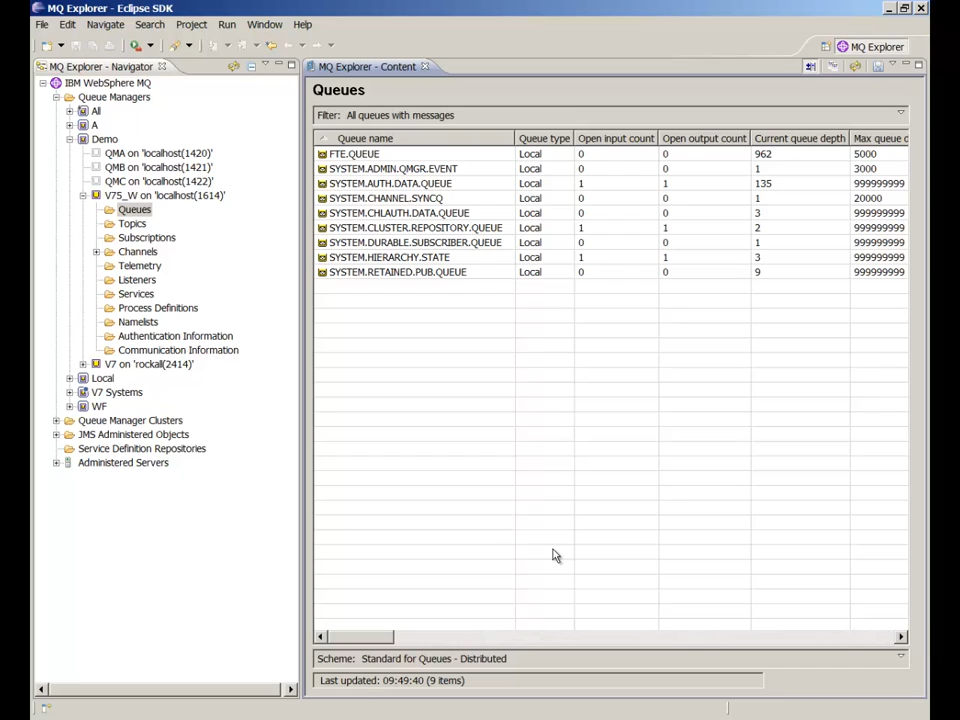 MQ Explorer - Eclipse SDK
File Edit Navigate Search Project Run Window Help
MQ Explorer
MQ Explorer - Navigator
IBM WebSphere MQ
Queue Managers
All
A
Demo
QMA on 'localhost(1420)'
QMB on 'localhost(1421)'
QMC on 'localhost(1422)'
V75_W on 'localhost(1614)'
Queues
Topics
Subscriptions
Channels
Telemetry
Listeners
Services
Process Definitions
Namelists
Authentication Information
Communication Information
V7 on 'rockall(2414)'
Local
V7 Systems
WF
Queue Manager Clusters
JMS Administered Objects
Service Definition Repositories
Administered Servers
MQ Explorer - Content
Queues
Filter: All queues with messages
Queue name Queue type Open input count Open output count Current queue depth Max queue d
FTE.QUEUE Local 0 0 962 5000
SYSTEM.ADMIN.QMGR.EVENT Local 0 0 1 3000
SYSTEM.AUTH.DATA.QUEUE Local 1 1 135 999999999
SYSTEM.CHANNEL.SYNCQ Local 0 0 1 20000
SYSTEM.CHLAUTH.DATA.QUEUE Local 0 0 3 999999999
SYSTEM.CLUSTER.REPOSITORY.QUEUE Local 1 1 2 999999999
SYSTEM.DURABLE.SUBSCRIBER.QUEUE Local 0 0 1 999999999
SYSTEM.HIERARCHY.STATE Local 1 1 3 999999999
SYSTEM.RETAINED.PUB.QUEUE Local 0 0 9 999999999
Scheme: Standard for Queues - Distributed
Last updated: 09:49:40 (9 items)